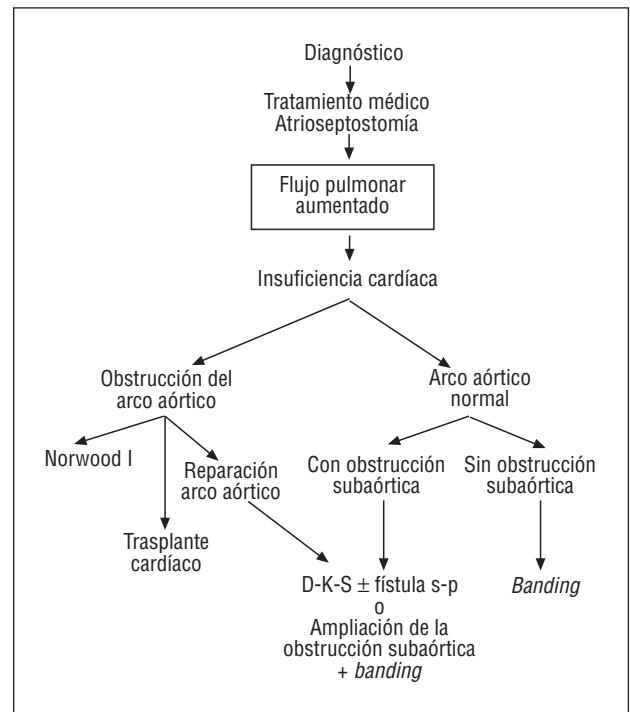 Diagnóstico
Tratamiento médico
Atrioseptostomía
Flujo pulmonar
aumentado
Insuficiencia cardíaca
Obstrucción del
arco aórtico
Arco aórtico
normal
Norwood I
Reparación
arco aórtico
Con obstrucción
subaórtica
Sin obstrucción
subaórtica
Trasplante
cardíaco
D-K-S ± fístula s-p
o
Ampliación de la
obstrucción subaórtica
+ banding
Banding